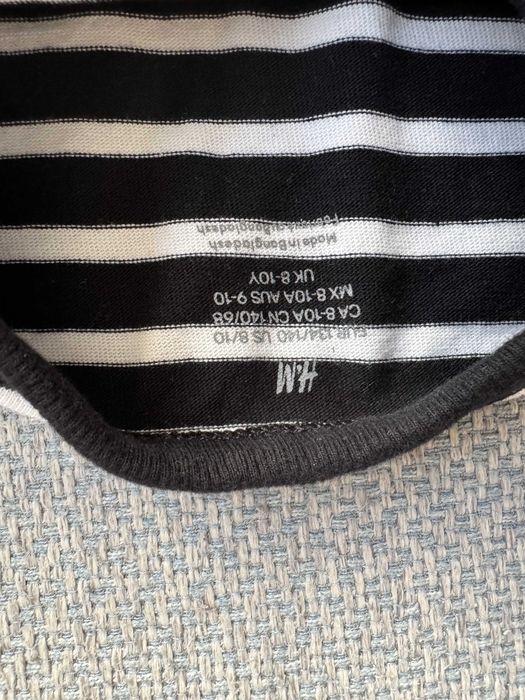 H&M
EUR 134/140 US 8/10
CA 8-10A CN 140/68
MX 8-10A AUS 9-10
UK 8-10Y
Made in Bangladesh
Bangladesh